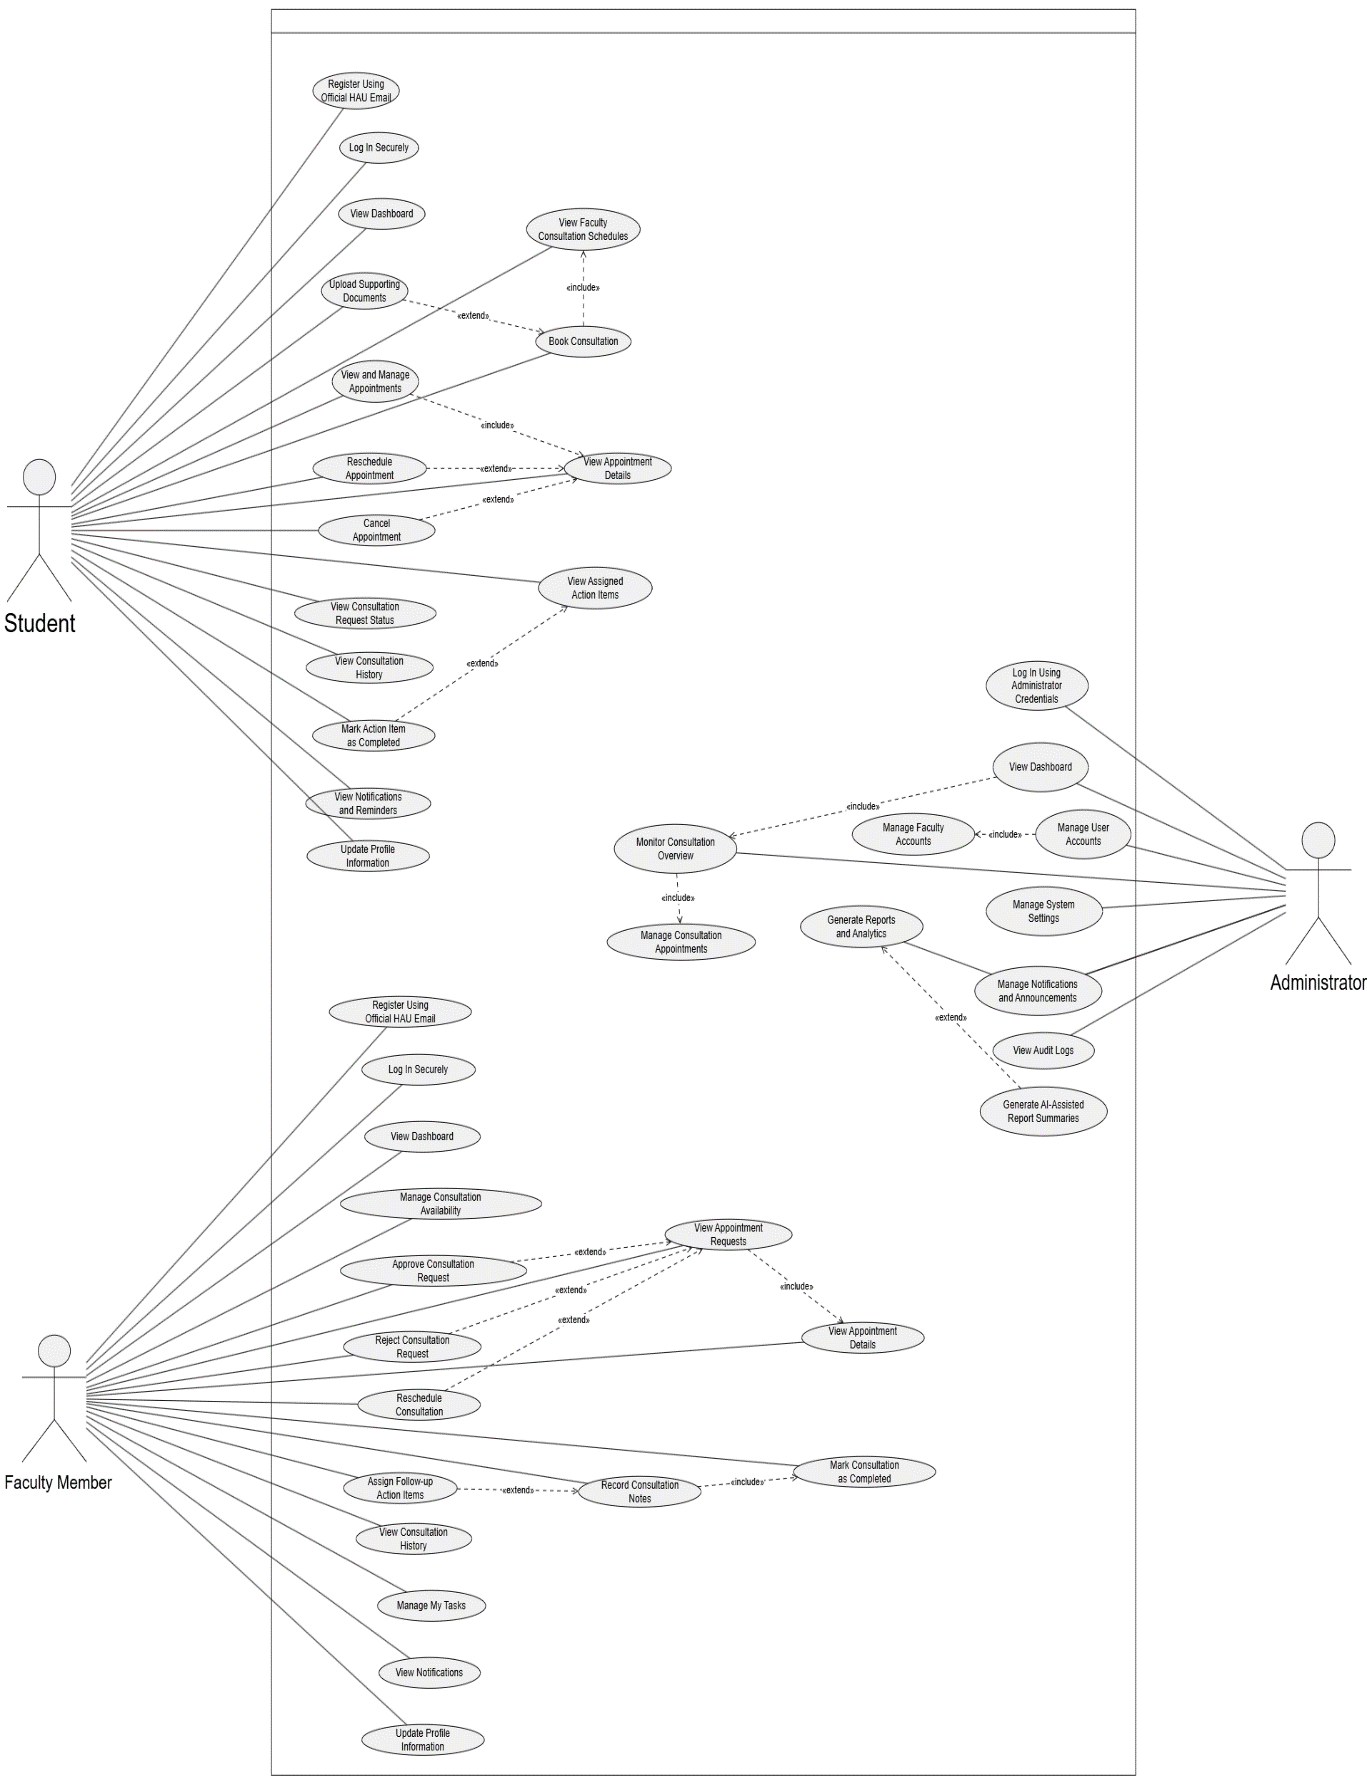 Register Using
Official HAU Email
Log In Securely
View Dashboard
View Faculty
Consultation Schedules
Upload Supporting
Documents
«include»
«extend»
Book Consultation
View and Manage
Appointments
«include»
Reschedule
Appointment
«extend»
View Appointment
Details
«extend»
Cancel
Appointment
View Assigned
Action Items
View Consultation
Request Status
Student
View Consultation
History
«extend»
Mark Action Item
as Completed
View Notifications
and Reminders
Update Profile
Information
Log In Using
Administrator
Credentials
View Dashboard
«include»
Manage Faculty
Accounts
«include»
Manage User
Accounts
Monitor Consultation
Overview
«include»
Manage System
Settings
Generate Reports
and Analytics
Manage Consultation
Appointments
Manage Notifications
and Announcements
Administrator
«extend»
View Audit Logs
Generate AI-Assisted
Report Summaries
Register Using
Official HAU Email
Log In Securely
View Dashboard
Manage Consultation
Availability
View Appointment
Requests
«extend»
Approve Consultation
Request
«extend»
«include»
«extend»
Reject Consultation
Request
View Appointment
Details
Reschedule
Consultation
Mark Consultation
as Completed
Faculty Member
Assign Follow-up
Action Items
«extend»
Record Consultation
Notes
«include»
View Consultation
History
Manage My Tasks
View Notifications
Update Profile
Information